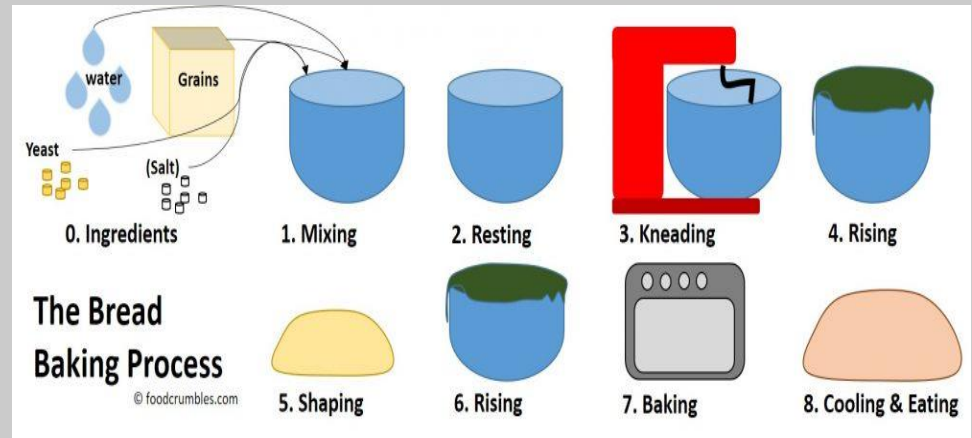 water
Grains
Yeast
(Salt)
0. Ingredients
1. Mixing
2. Resting
3. Kneading
4. Rising
The Bread
Baking Process
© foodcrumbles.com
5. Shaping
6. Rising
7. Baking
8. Cooling & Eating